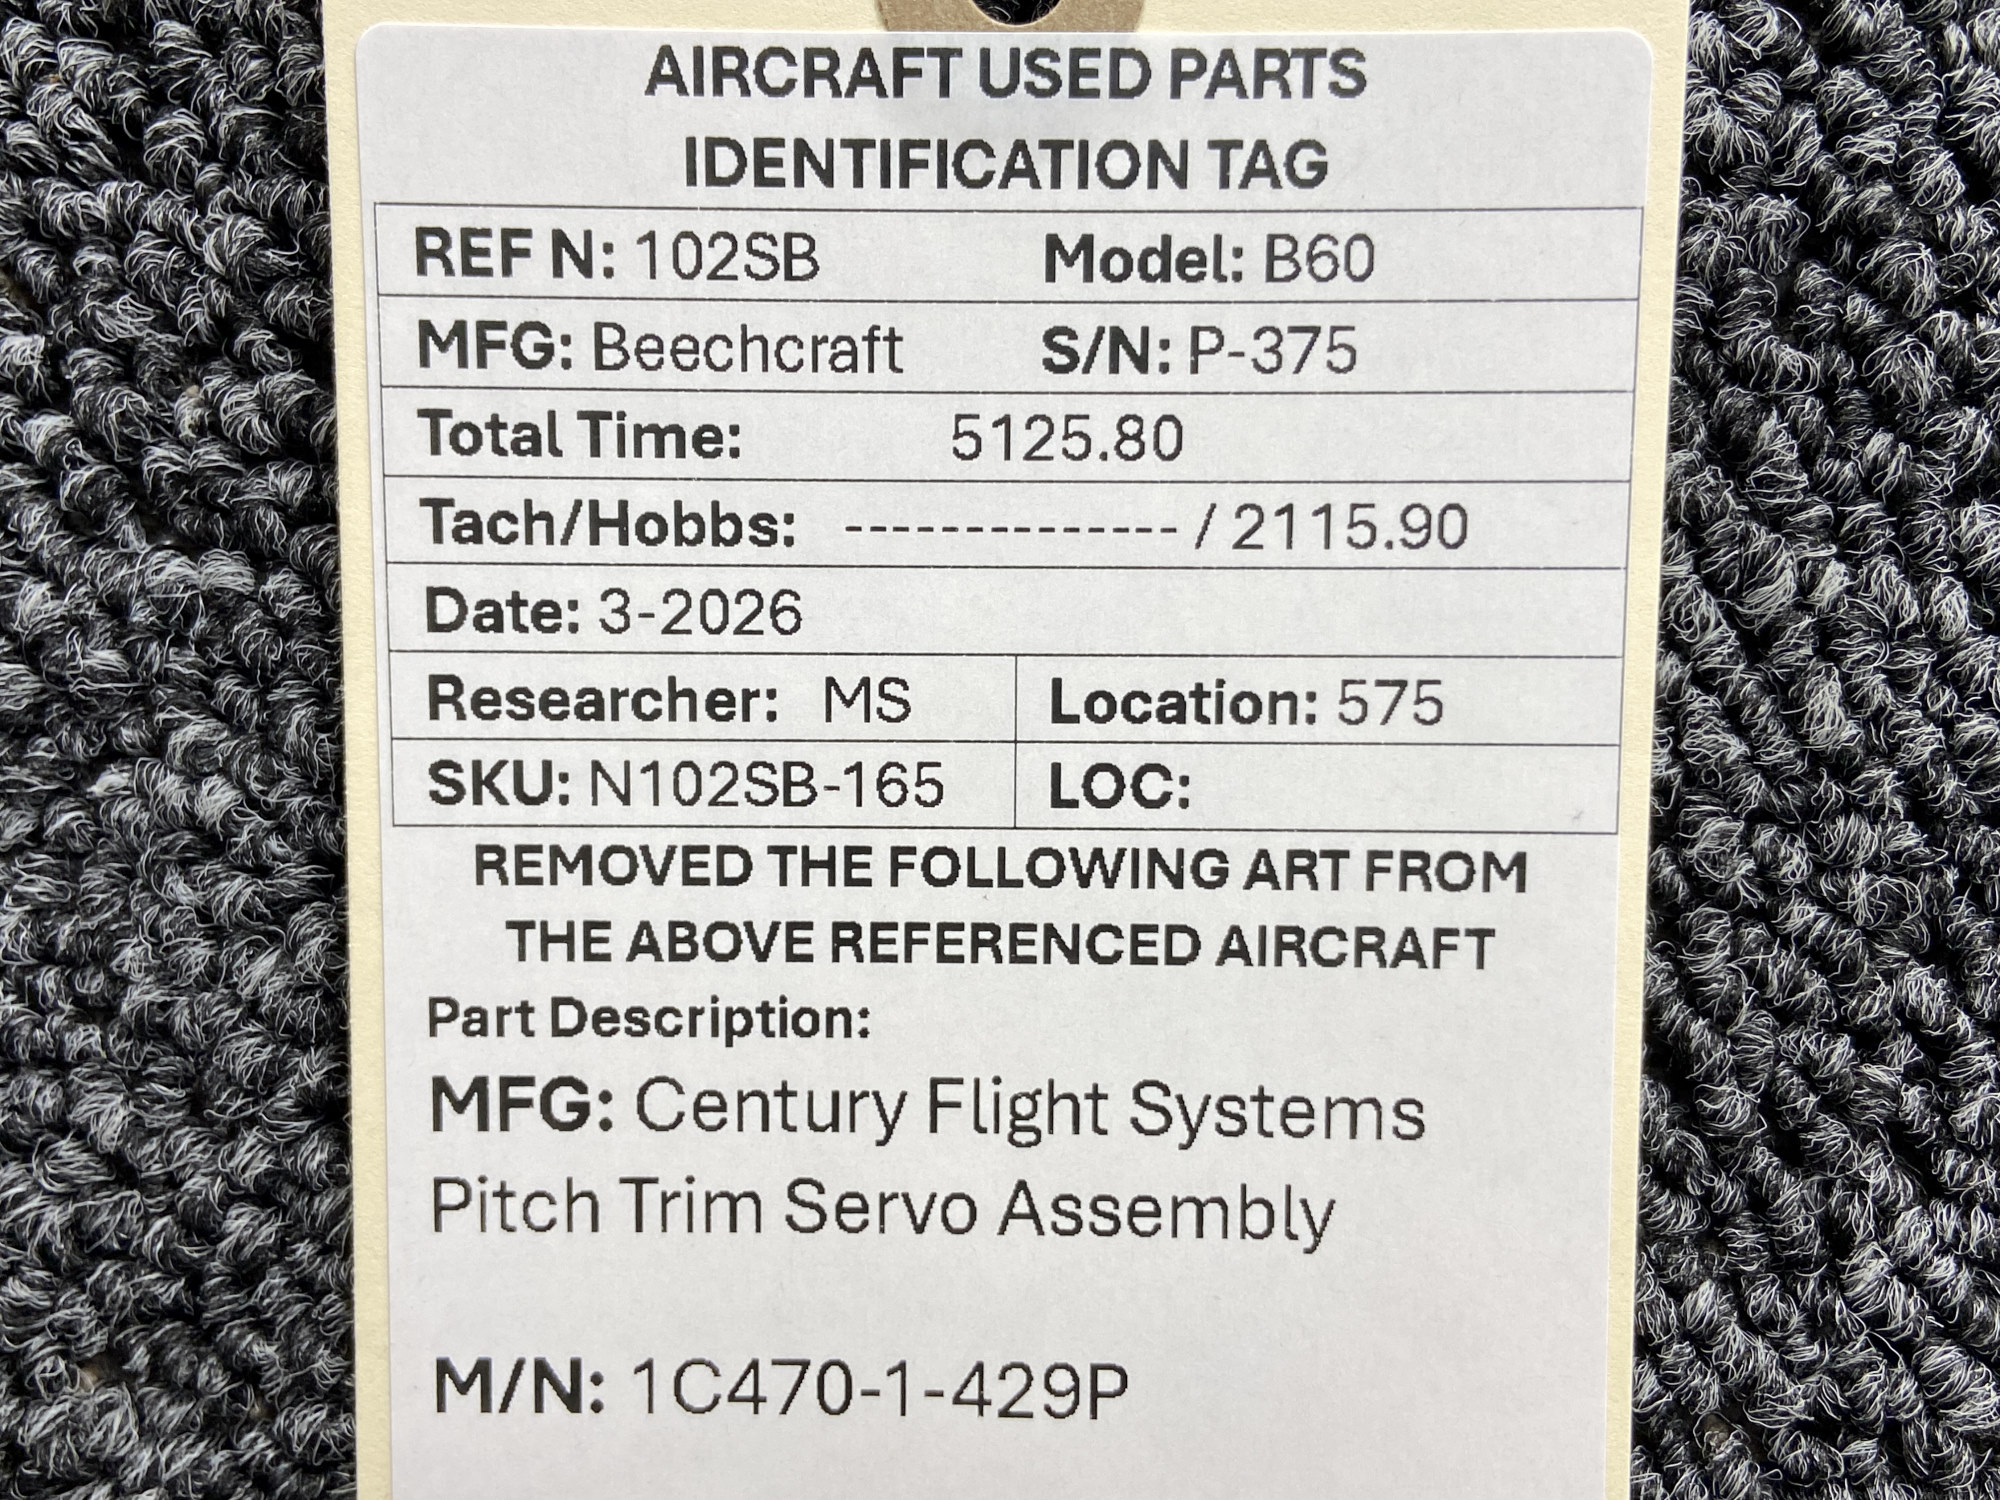 AIRCRAFT USED PARTS
IDENTIFICATION TAG
REF N: 102SB Model: B60
MFG: Beechcraft S/N: P-375
Total Time: 5125.80
Tach/Hobbs: -------------- / 2115.90
Date: 3-2026
Researcher: MS Location: 575
SKU: N102SB-165 LOC:
REMOVED THE FOLLOWING ART FROM
THE ABOVE REFERENCED AIRCRAFT
Part Description:
MFG: Century Flight Systems
Pitch Trim Servo Assembly
M/N: 1C470-1-429P